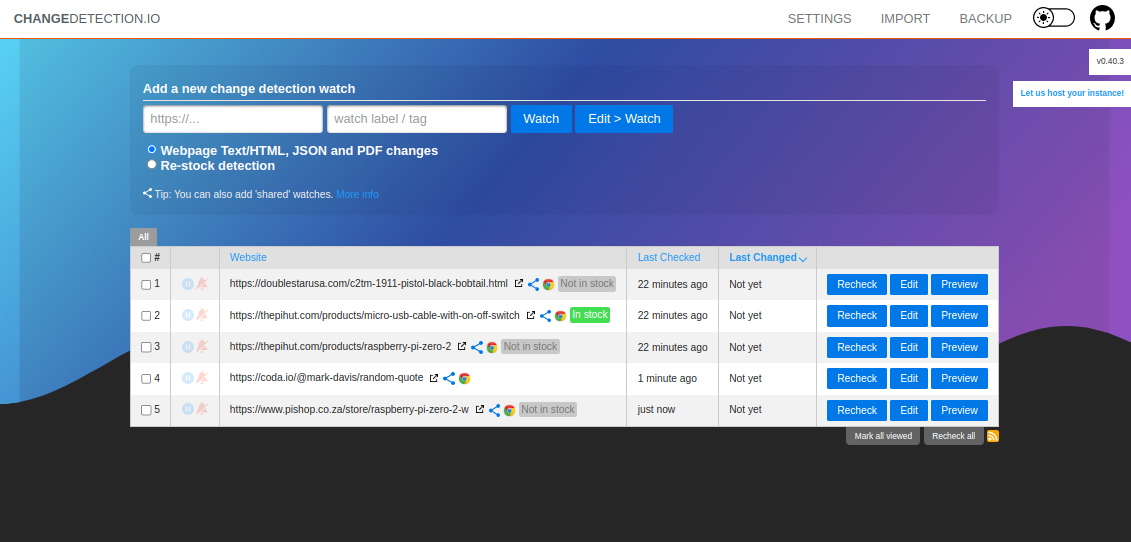 CHANGEDETECTION.IO SETTINGS IMPORT BACKUP
v0.40.3
Let us host your instance!
Add a new change detection watch
https://... watch label / tag Watch Edit > Watch
Webpage Text/HTML, JSON and PDF changes
Re-stock detection
Tip: You can also add 'shared' watches. More info
All
# Website Last Checked Last Changed
1 https://doublestarusa.com/c2tm-1911-pistol-black-bobtail.html Not in stock 22 minutes ago Not yet Recheck Edit Preview
2 https://thepihut.com/products/micro-usb-cable-with-on-off-switch In stock 22 minutes ago Not yet Recheck Edit Preview
3 https://thepihut.com/products/raspberry-pi-zero-2 Not in stock 22 minutes ago Not yet Recheck Edit Preview
4 https://coda.io/@mark-davis/random-quote 1 minute ago Not yet Recheck Edit Preview
5 https://www.pishop.co.za/store/raspberry-pi-zero-2-w Not in stock just now Not yet Recheck Edit Preview
Mark all viewed Recheck all